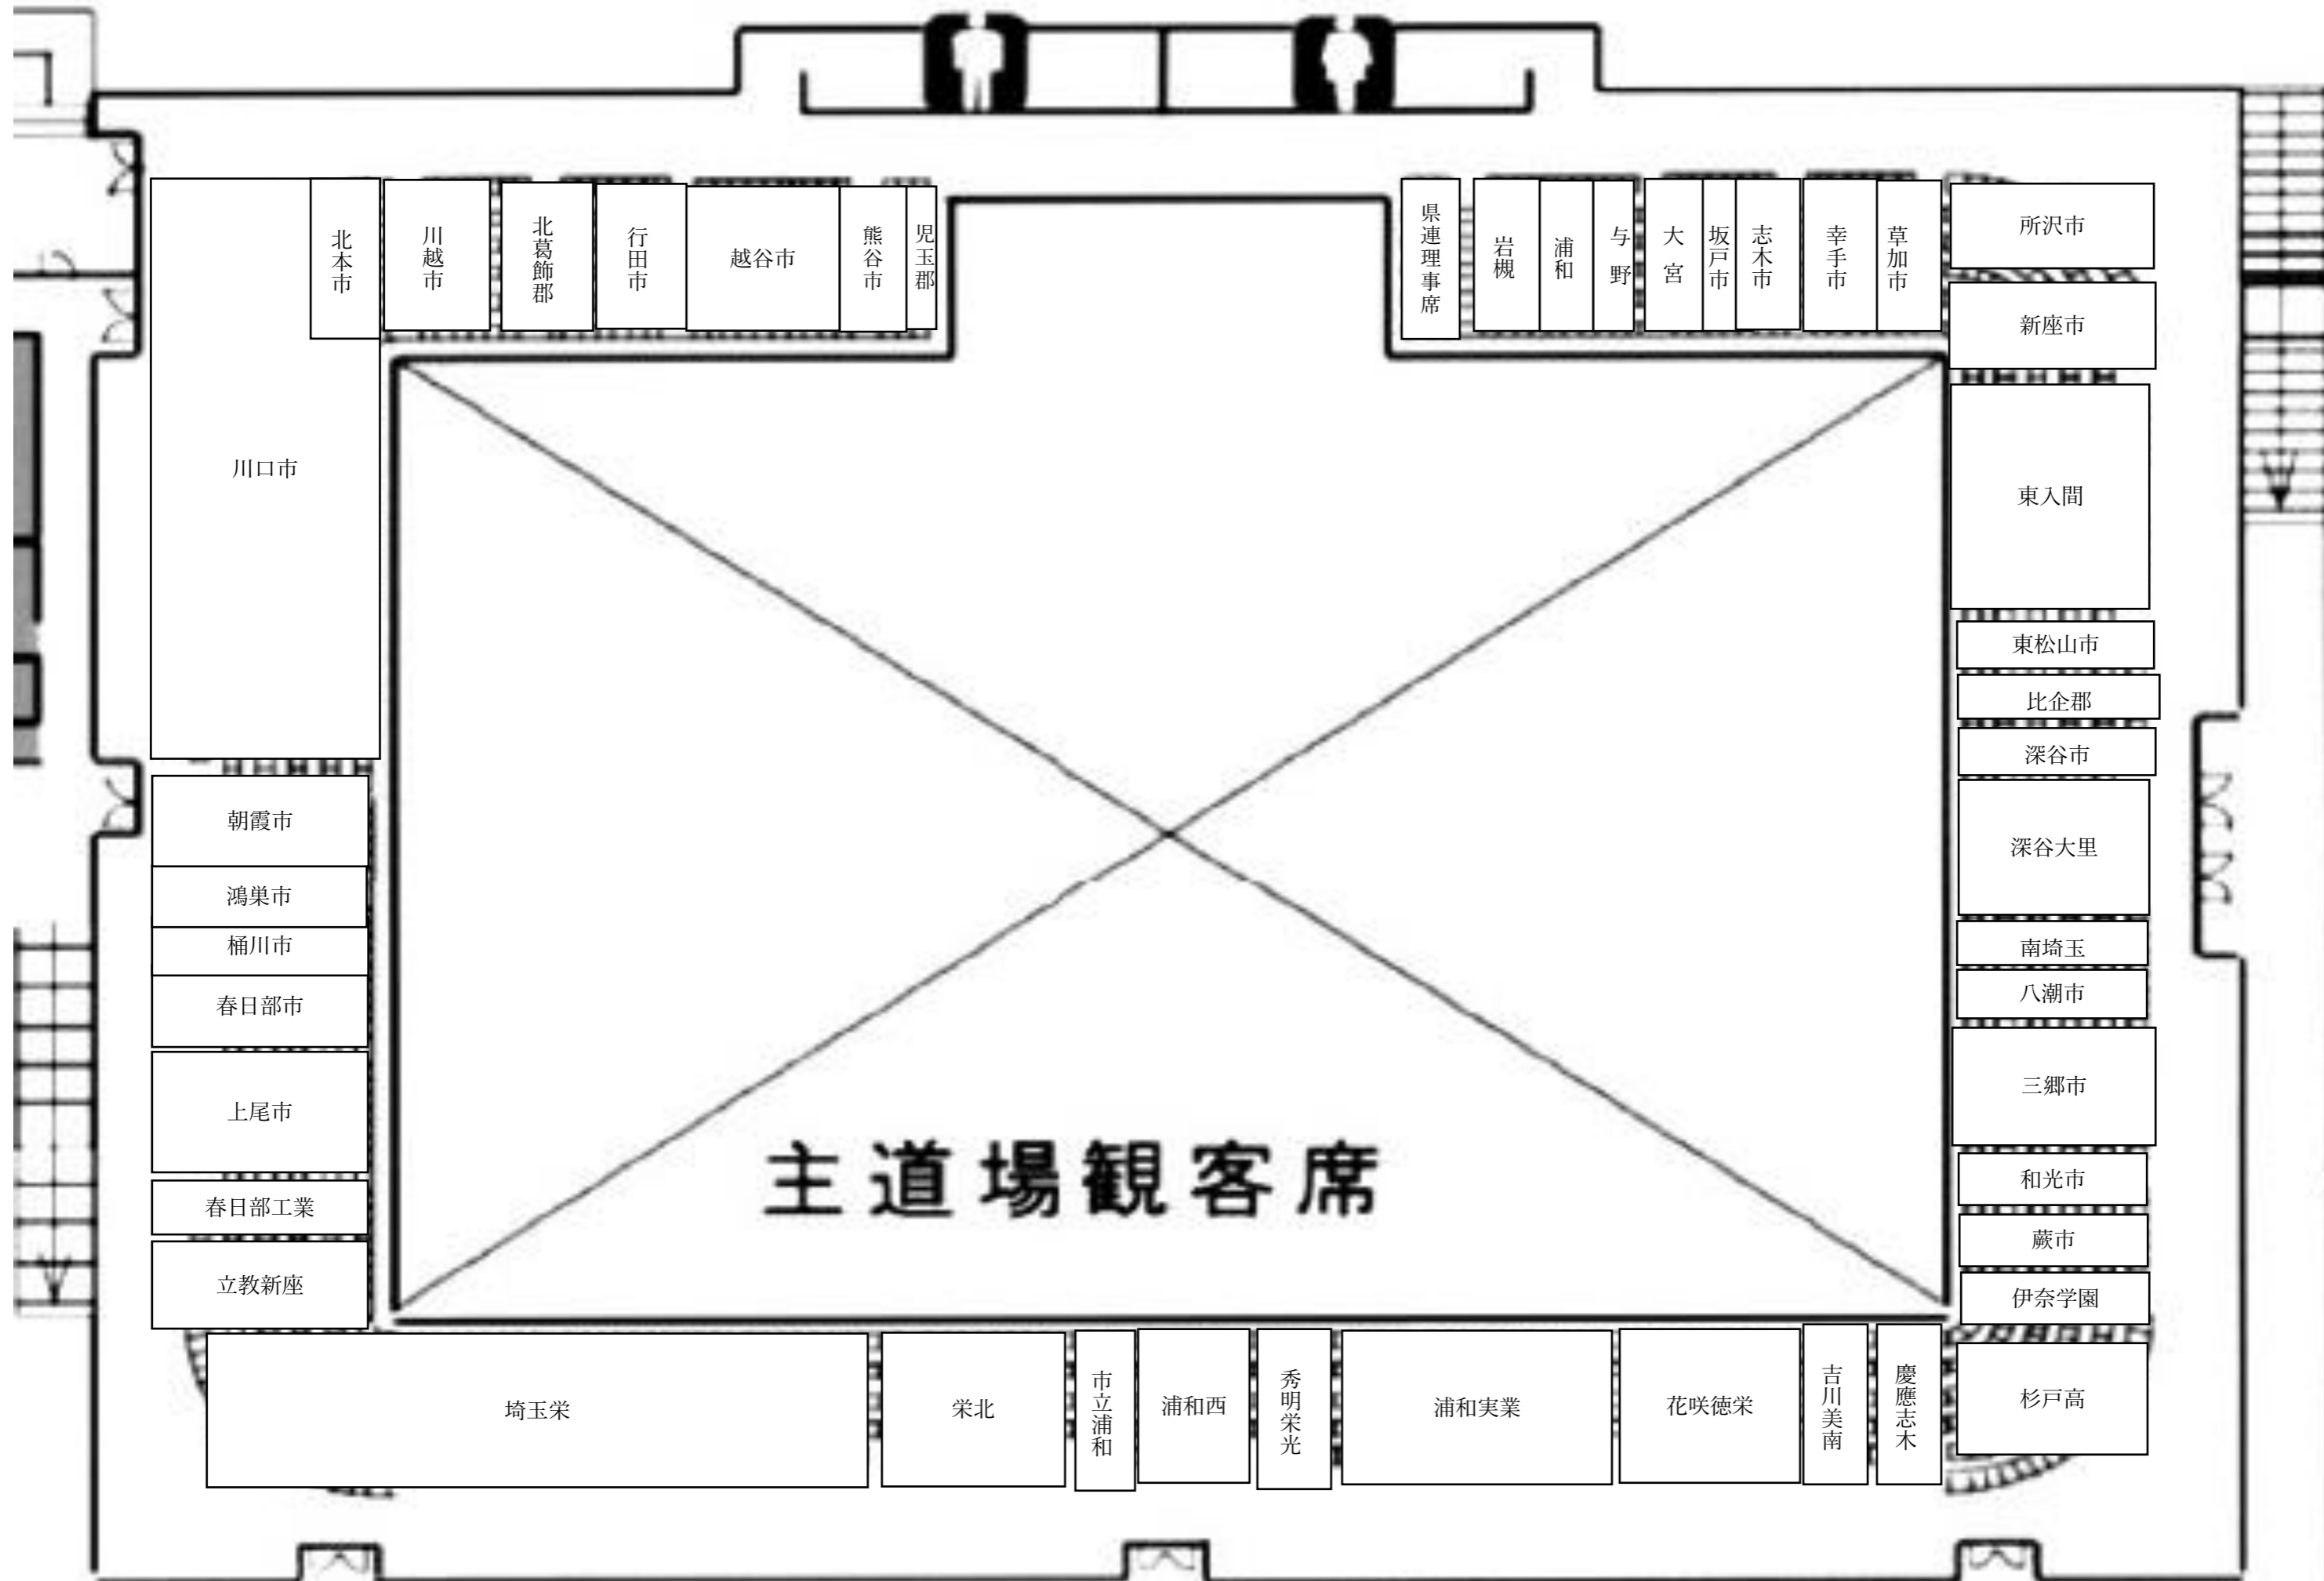 北本市
川越市
北葛飾郡
行田市
越谷市
熊谷市
児玉郡
県連理事席
岩槻
浦和
与野
大宮
坂戸市
志木市
幸手市
草加市
所沢市
新座市
川口市
東入間
東松山市
比企郡
深谷市
深谷大里
南埼玉
八潮市
三郷市
和光市
蕨市
伊奈学園
杉戸高
朝霞市
鴻巣市
桶川市
春日部市
上尾市
春日部工業
立教新座
主道場観客席
埼玉栄
栄北
市立浦和
浦和西
秀明栄光
浦和実業
花咲徳栄
吉川美南
慶應志木